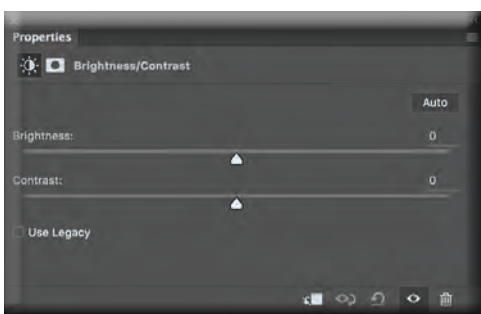 Properties
Brightness/Contrast
Auto
Brightness: 0
Contrast: 0
Use Legacy